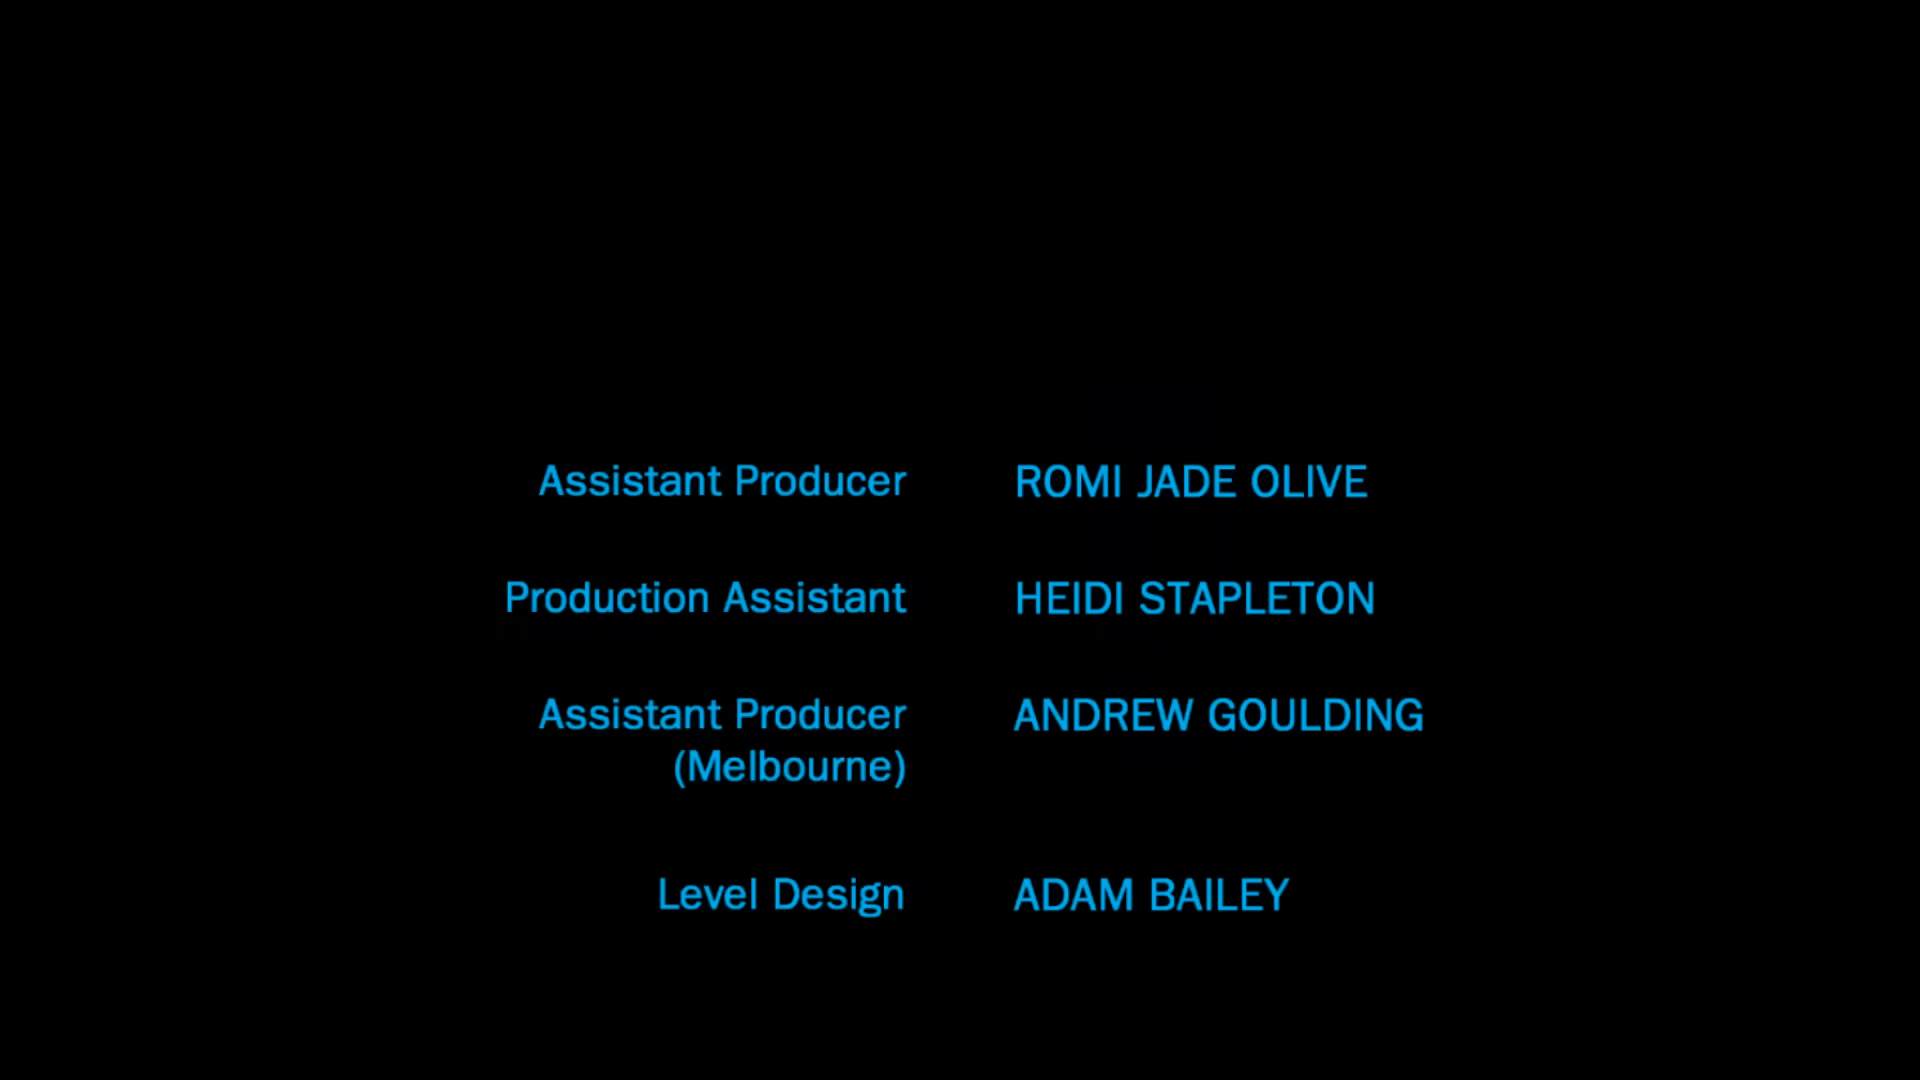 Assistant Producer ROMI JADE OLIVE
Production Assistant HEIDI STAPLETON
Assistant Producer ANDREW GOULDING
(Melbourne)
Level Design ADAM BAILEY